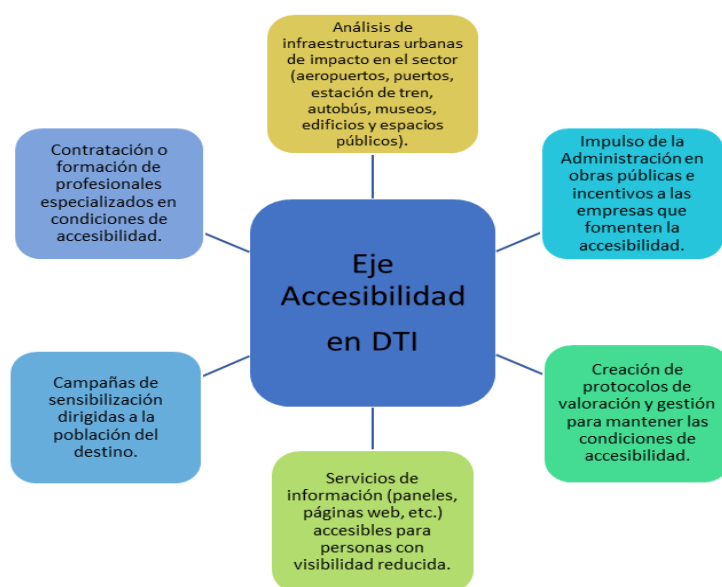 Análisis de
infraestructuras urbanas
de impacto en el sector
(aeropuertos, puertos,
estación de tren,
autobús, museos,
edificios y espacios
públicos).
Impulso de la
Administración en
obras públicas e
incentivos a las
empresas que
fomenten la
accesibilidad.
Creación de
protocolos de
valoración y gestión
para mantener las
condiciones de
accesibilidad.
Servicios de
información (paneles,
páginas web, etc.)
accesibles para
personas con
visibilidad reducida.
Campañas de
sensibilización
dirigidas a la
población del
destino.
Contratación o
formación de
profesionales
especializados en
condiciones de
accesibilidad.
Eje
Accesibilidad
en DTI